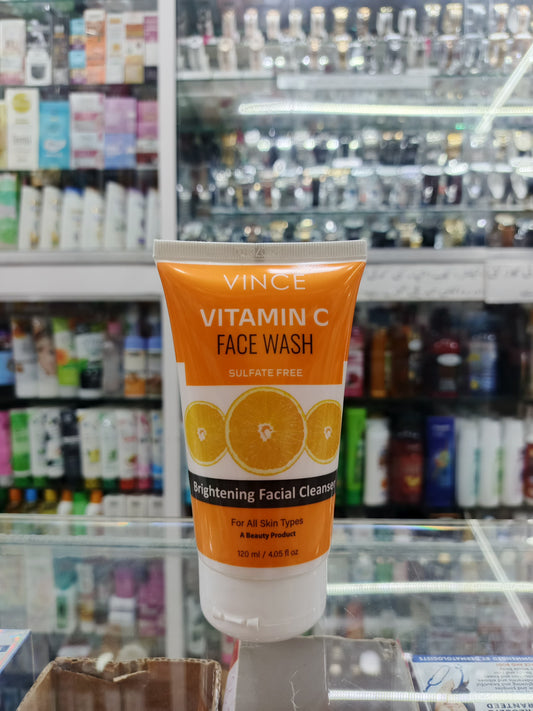 VINCE
VITAMIN C
FACE WASH
SULFATE FREE
Brightening Facial Cleanser
For All Skin Types
A Beauty Product
120 ml / 4.05 fl oz